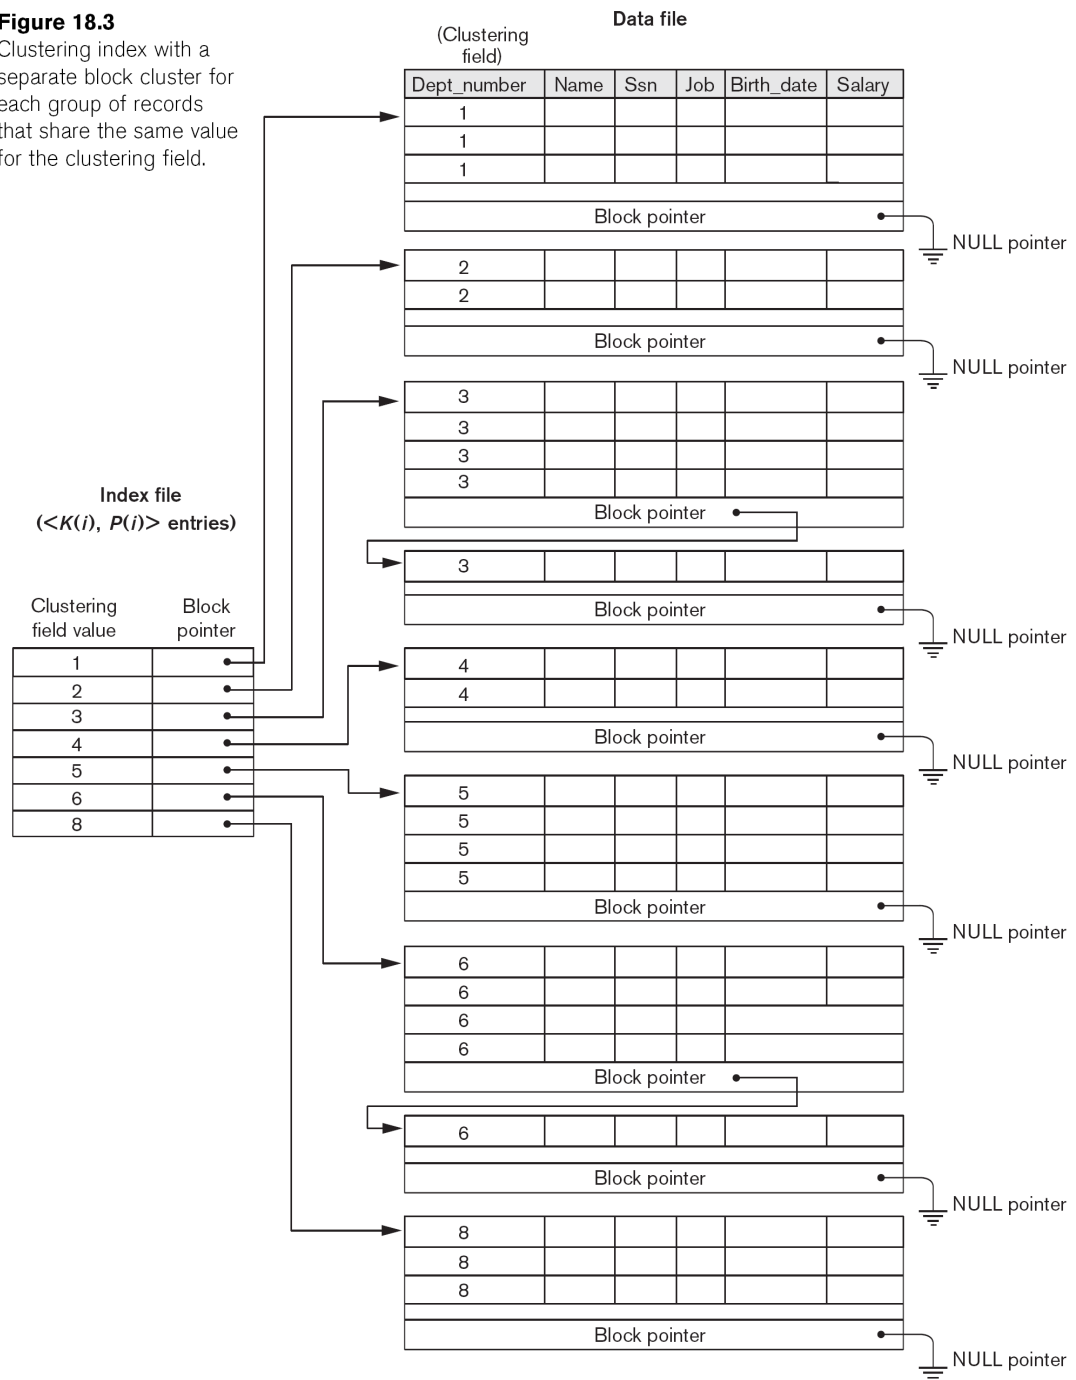 Figure 18.3
Clustering index with a
separate block cluster for
each group of records
that share the same value
for the clustering field.
Data file
(Clustering
field)
Dept_number Name Ssn Job Birth_date Salary
1
1
1
Block pointer
NULL pointer
2
2
Block pointer
NULL pointer
3
3
3
3
Block pointer
3
Block pointer
NULL pointer
Index file
(<K(i), P(i)> entries)
Clustering
field value
Block
pointer
1
2
3
4
5
6
8
4
4
Block pointer
NULL pointer
5
5
5
5
Block pointer
NULL pointer
6
6
6
6
Block pointer
6
Block pointer
NULL pointer
8
8
8
Block pointer
NULL pointer